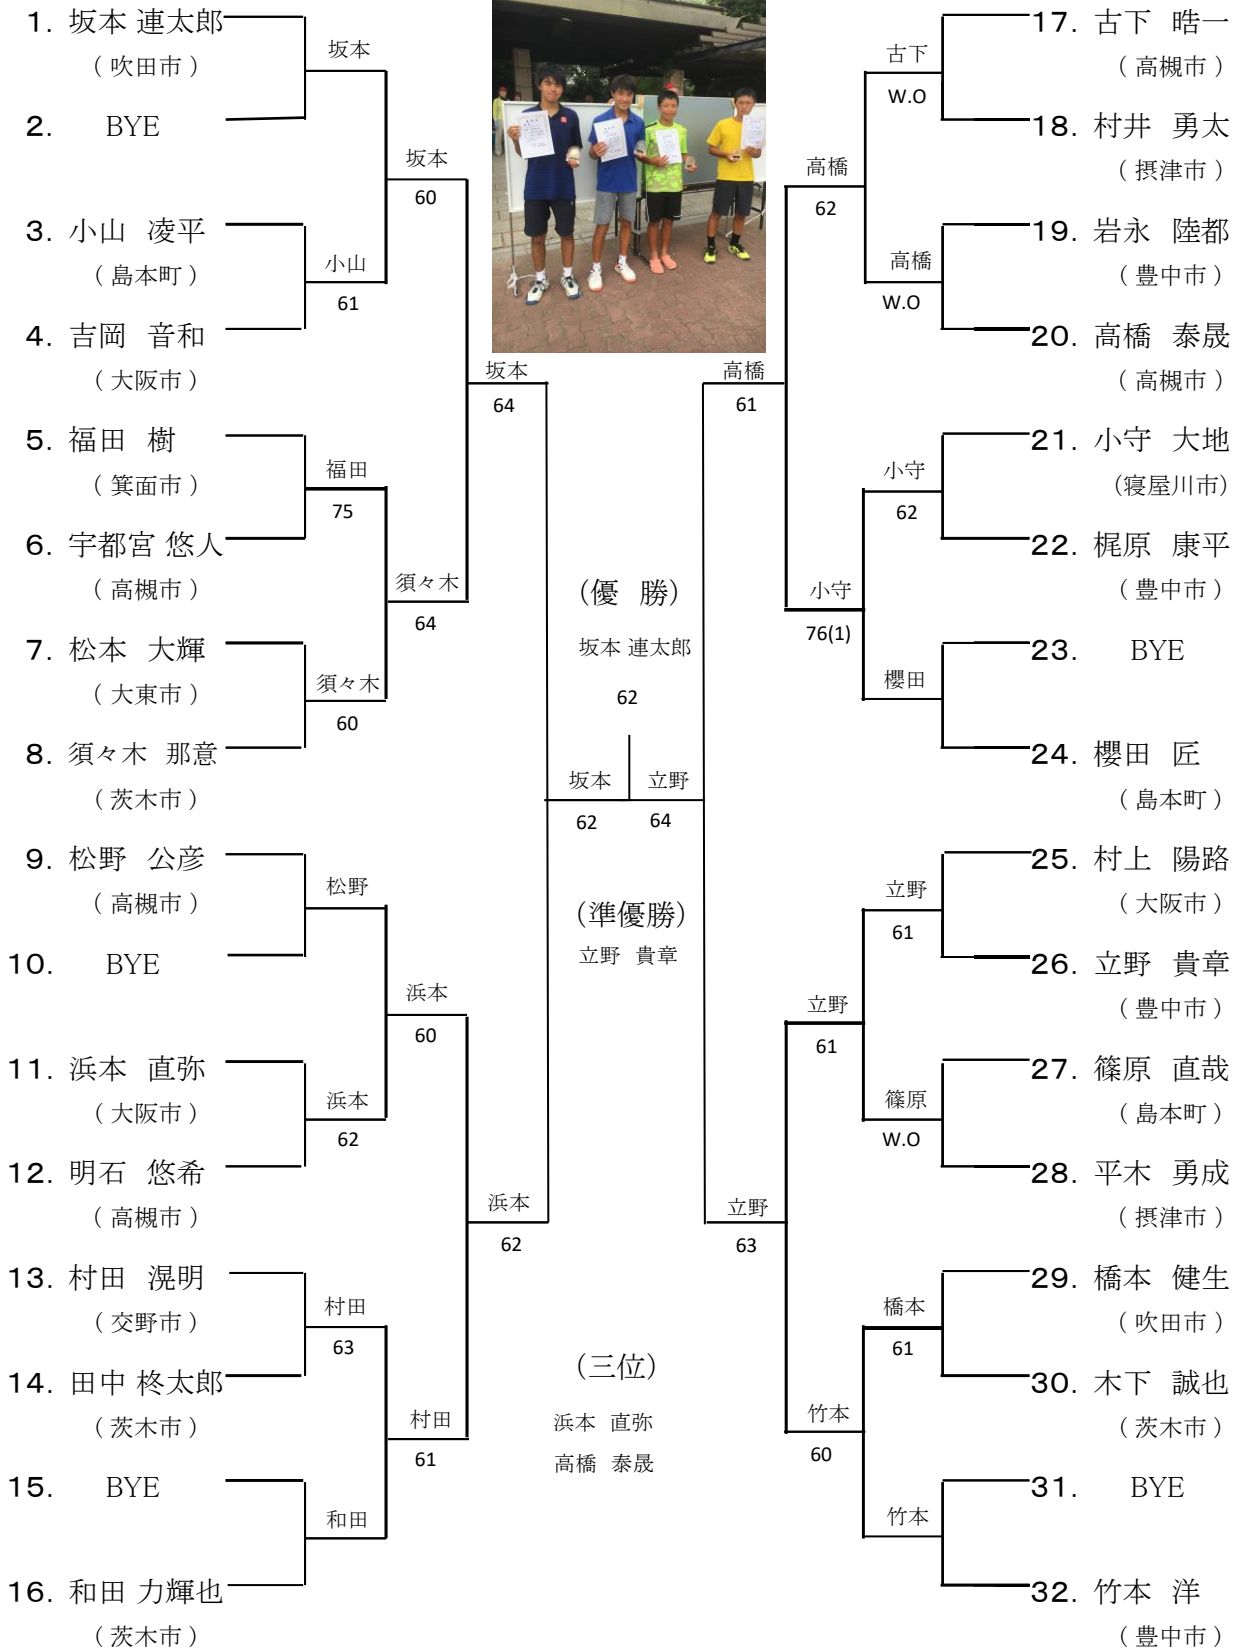 1. 坂本 連太郎
（ 吹田市 ）
2. BYE
3. 小山 凌平
（ 島本町 ）
4. 吉岡 音和
（ 大阪市 ）
5. 福田 樹
（ 箕面市 ）
6. 宇都宮 悠人
（ 高槻市 ）
7. 松本 大輝
（ 大東市 ）
8. 須々木 那意
（ 茨木市 ）
9. 松野 公彦
（ 高槻市 ）
10. BYE
11. 浜本 直弥
（ 大阪市 ）
12. 明石 悠希
（ 高槻市 ）
13. 村田 滉明
（ 交野市 ）
14. 田中 柊太郎
（ 茨木市 ）
15. BYE
16. 和田 力輝也
（ 茨木市 ）
坂本
小山
61
福田
75
須々木
60
松野
浜本
62
村田
63
和田
坂本
60
須々木
64
浜本
60
村田
61
坂本
64
浜本
62
（優 勝）
坂本 連太郎
62
坂本
62
立野
64
（準優勝）
立野 貴章
（三位）
浜本 直弥
高橋 泰晟
高橋
61
立野
63
高橋
62
小守
76(1)
立野
61
竹本
60
古下
W.O
高橋
W.O
小守
62
櫻田
立野
61
篠原
W.O
橋本
61
竹本
17. 古下 晧一
（ 高槻市 ）
18. 村井 勇太
（ 摂津市 ）
19. 岩永 陸都
（ 豊中市 ）
20. 高橋 泰晟
（ 高槻市 ）
21. 小守 大地
（寝屋川市）
22. 梶原 康平
（ 豊中市 ）
23. BYE
24. 櫻田 匠
（ 島本町 ）
25. 村上 陽路
（ 大阪市 ）
26. 立野 貴章
（ 豊中市 ）
27. 篠原 直哉
（ 島本町 ）
28. 平木 勇成
（ 摂津市 ）
29. 橋本 健生
（ 吹田市 ）
30. 木下 誠也
（ 茨木市 ）
31. BYE
32. 竹本 洋
（ 豊中市 ）